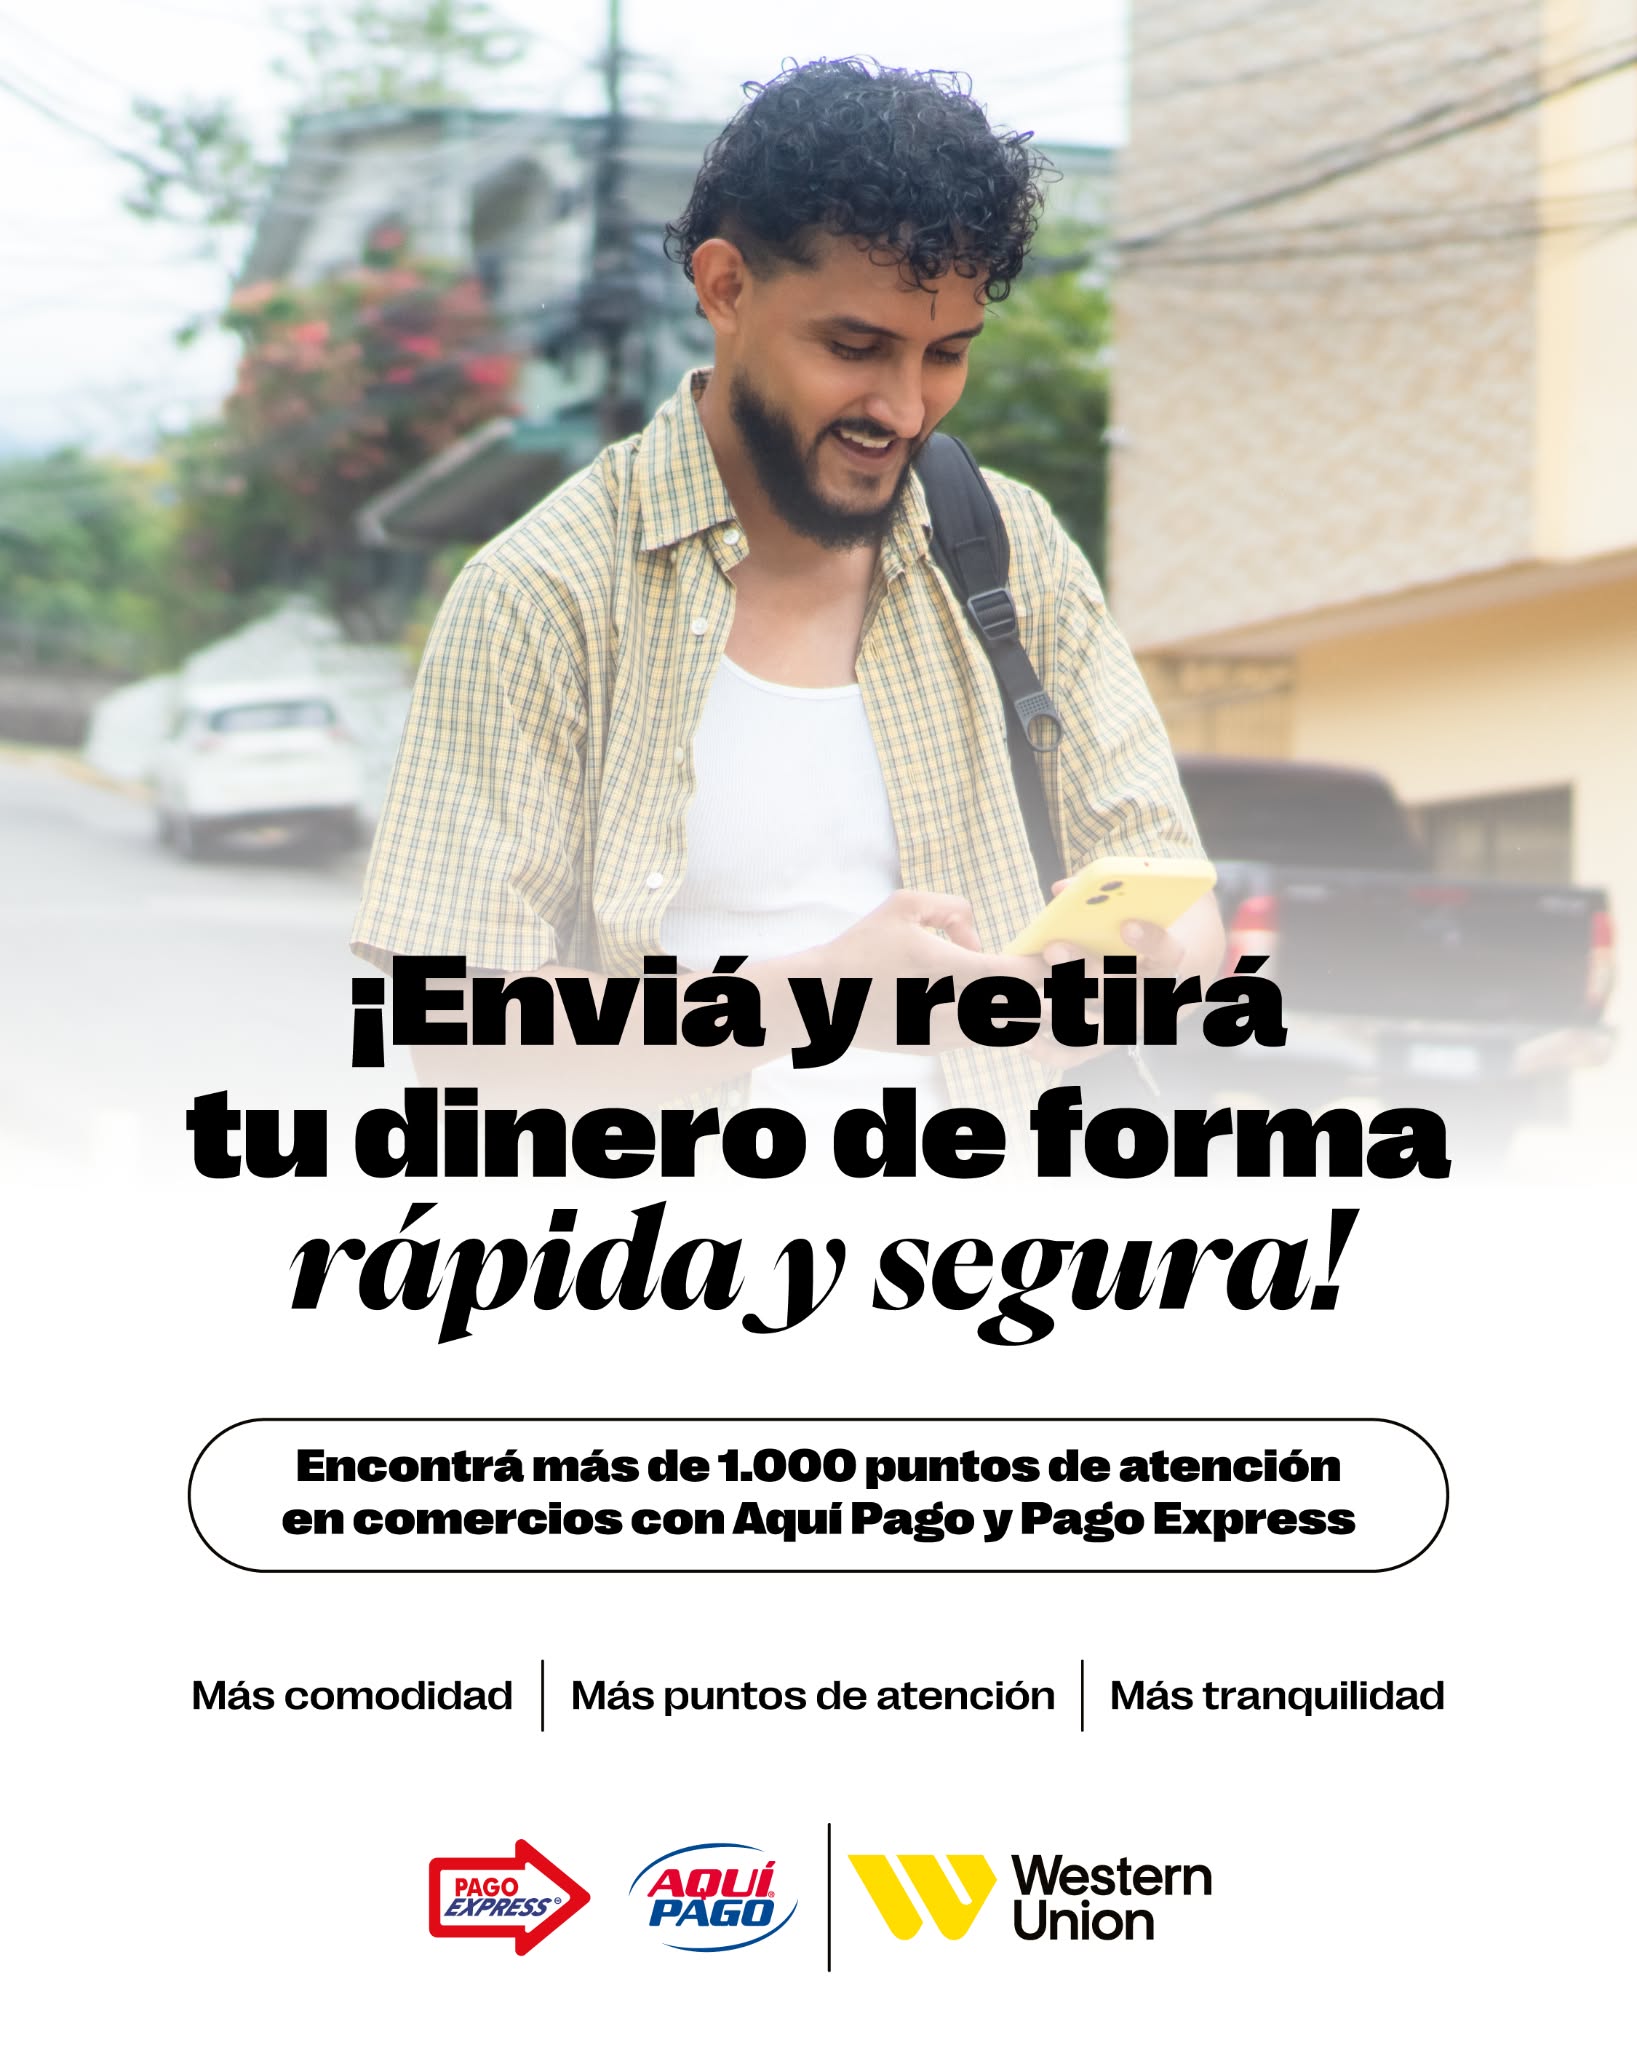 ¡Enviá y retirá
tu dinero de forma
rápida y segura!
Encontrá más de 1.000 puntos de atención
en comercios con Aquí Pago y Pago Express
Más comodidad
Más puntos de atención
Más tranquilidad
PAGO
EXPRESS
AQUÍ
PAGO
Western
Union